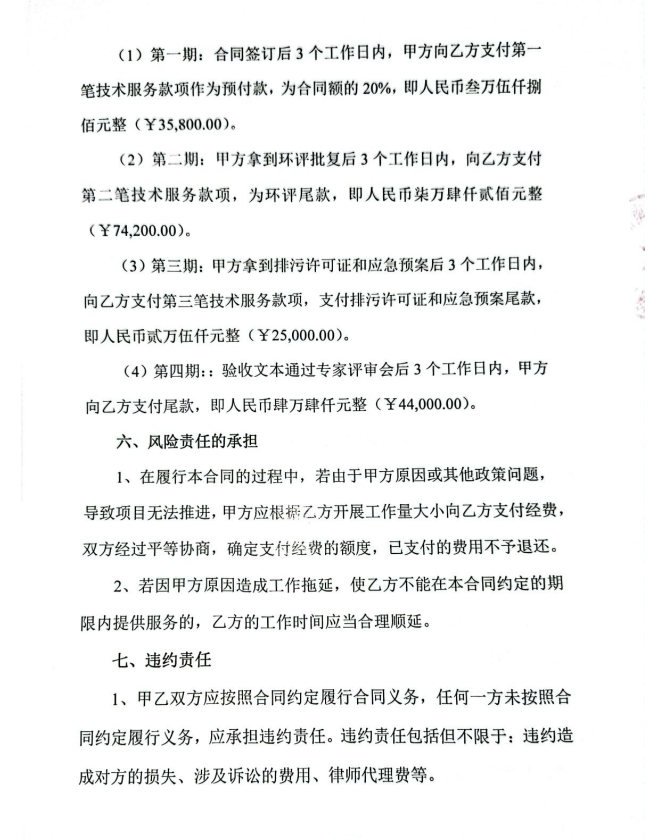 （1）第一期：合同签订后 3 个工作日内，甲方向乙方支付第一
笔技术服务款项作为预付款，为合同额的 20%，即人民币叁万伍仟捌
佰元整（￥35,800.00）。
（2）第二期：甲方拿到环评批复后 3 个工作日内，向乙方支付
第二笔技术服务款项，为环评尾款，即人民币柒万肆仟贰佰元整
（￥74,200.00）。
（3）第三期：甲方拿到排污许可证和应急预案后 3 个工作日内，
向乙方支付第三笔技术服务款项，支付排污许可证和应急预案尾款，
即人民币贰万伍仟元整（￥25,000.00）。
（4）第四期：：验收文本通过专家评审会后 3 个工作日内，甲方
向乙方支付尾款，即人民币肆万肆仟元整（￥44,000.00）。
六、风险责任的承担
1、在履行本合同的过程中，若由于甲方原因或其他政策问题，
导致项目无法推进，甲方应根据乙方开展工作量大小向乙方支付经费，
双方经过平等协商，确定支付经费的额度，已支付的费用不予退还。
2、若因甲方原因造成工作拖延，使乙方不能在本合同约定的期
限内提供服务的，乙方的工作时间应当合理顺延。
七、违约责任
1、甲乙双方应按照合同约定履行合同义务，任何一方未按照合
同约定履行义务，应承担违约责任。违约责任包括但不限于：违约造
成对方的损失、涉及诉讼的费用、律师代理费等。